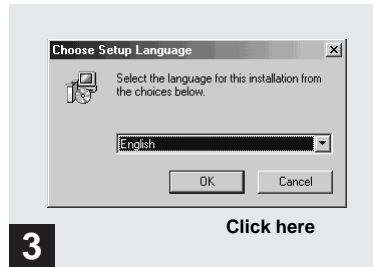 Choose Setup Language
Select the language for this installation from
the choices below.
English
OK Cancel
Click here
3